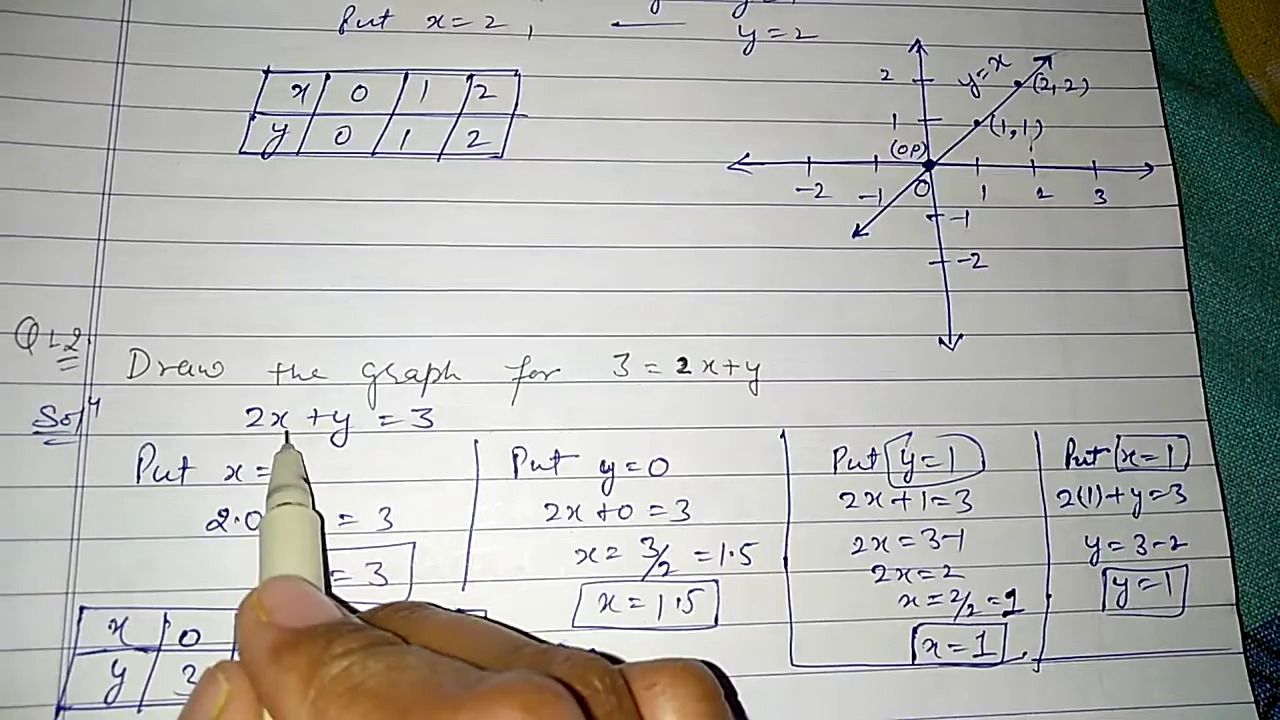 Put x = 2, y = 2
x 0 1 2
y 0 1 2
2
y=x
(2,2)
1
(1,1)
-2 -1 0 1 2 3
-1
-2
Q 2
Draw the graph for 3 = 2x+y
Solⁿ
2x + y = 3
Put x =
2.0 = 3
= 3
x 0
y 3
Put y = 0
2x + 0 = 3
x = 3/2 = 1.5
x = 1.5
Put y = 1
2x + 1 = 3
2x = 3-1
2x = 2
x = 2/2 = 1
x = 1
Put x = 1
2(1) + y = 3
y = 3-2
y = 1